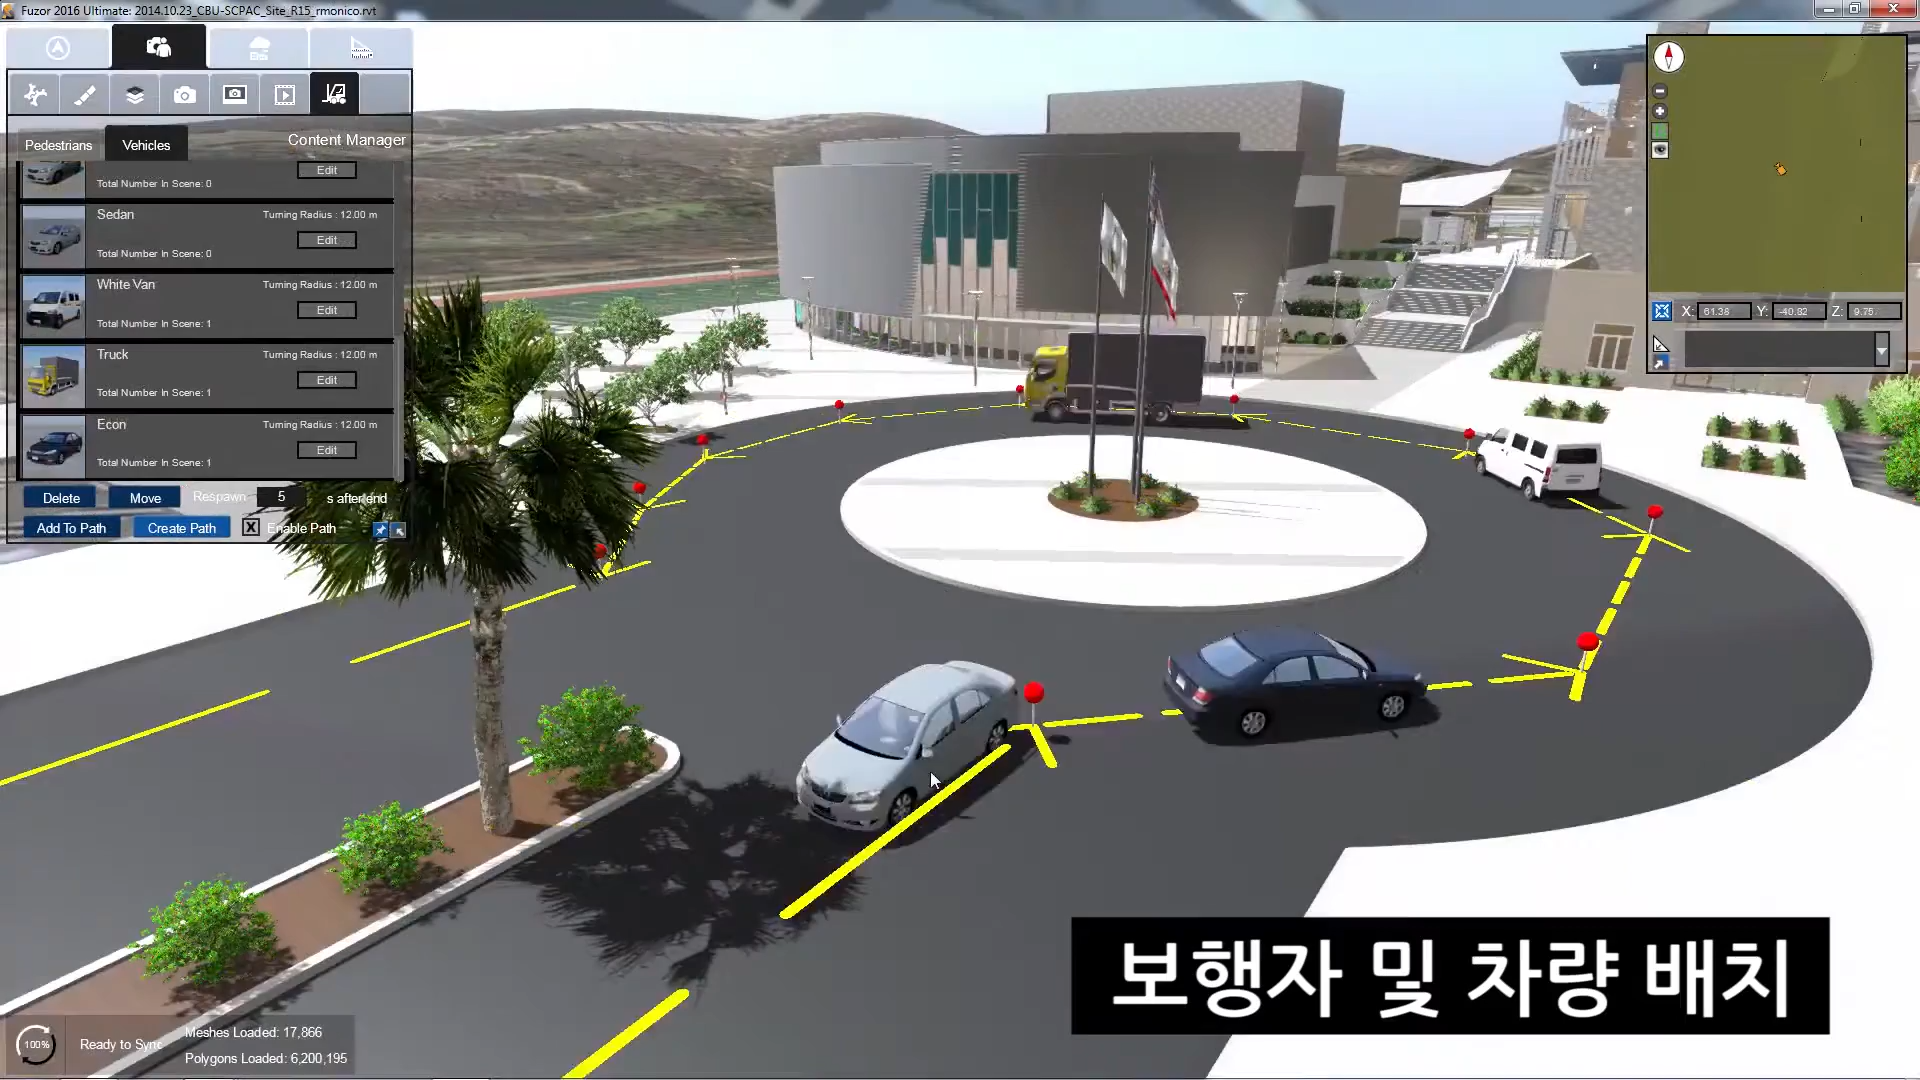 Fuzor 2016 Ultimate: 2014.10.23_CBU-SCPAC_Site_R15_rmonico.rvt
Pedestrians
Vehicles
Content Manager
Edit
Total Number In Scene: 0
Sedan
Turning Radius : 12.00 m
Edit
Total Number In Scene: 0
White Van
Turning Radius : 12.00 m
Edit
Total Number In Scene: 1
Truck
Turning Radius : 12.00 m
Edit
Total Number In Scene: 1
Econ
Turning Radius : 12.00 m
Edit
Total Number In Scene: 1
Delete
Move
Respawn
5
s after end
Add To Path
Create Path
X
Enable Path
X: 61.38 Y: -40.82 Z: 9.75
보행자 및 차량 배치
100%
Ready to Sync
Meshes Loaded: 17,866
Polygons Loaded: 6,200,195